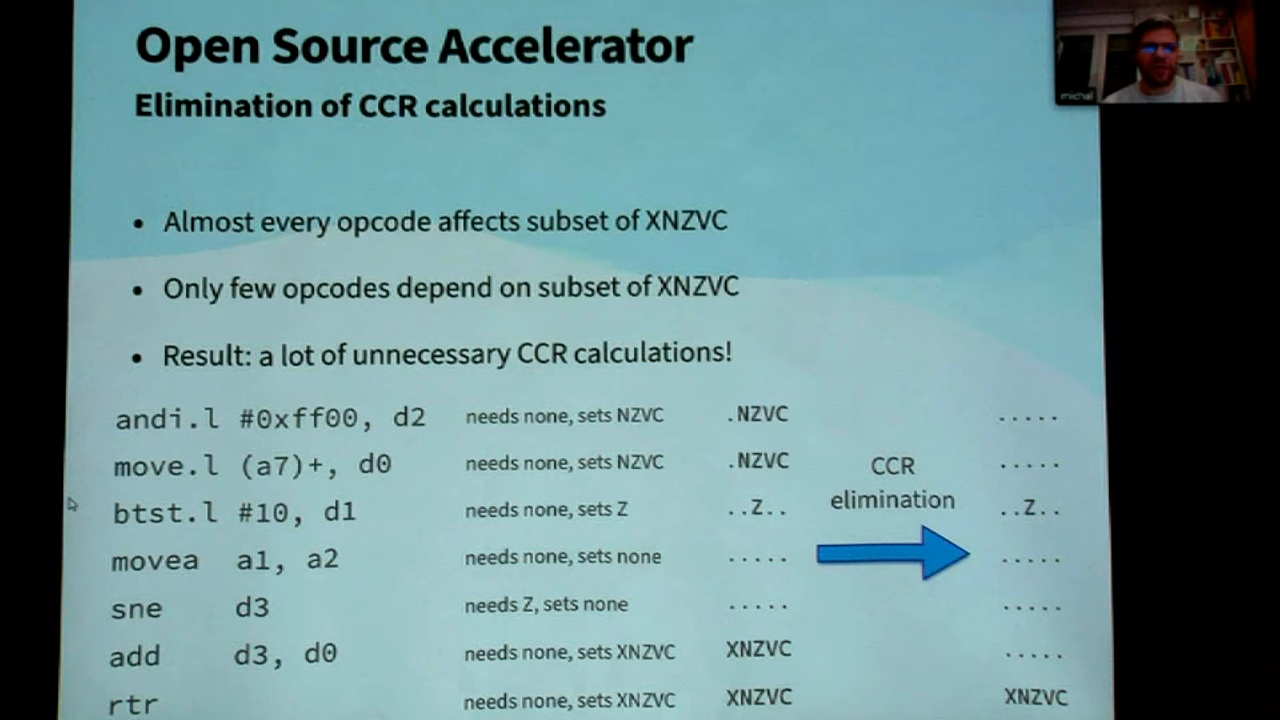 Open Source Accelerator
Elimination of CCR calculations
michal
• Almost every opcode affects subset of XNZVC
• Only few opcodes depend on subset of XNZVC
• Result: a lot of unnecessary CCR calculations!
andi.l #0xff00, d2 needs none, sets NZVC .NZVC .....
move.l (a7)+, d0 needs none, sets NZVC .NZVC .....
CCR
elimination
btst.l #10, d1 needs none, sets Z ..Z.. ..Z..
movea a1, a2 needs none, sets none ..... .....
sne d3 needs Z, sets none ..... .....
add d3, d0 needs none, sets XNZVC XNZVC .....
rtr needs none, sets XNZVC XNZVC XNZVC